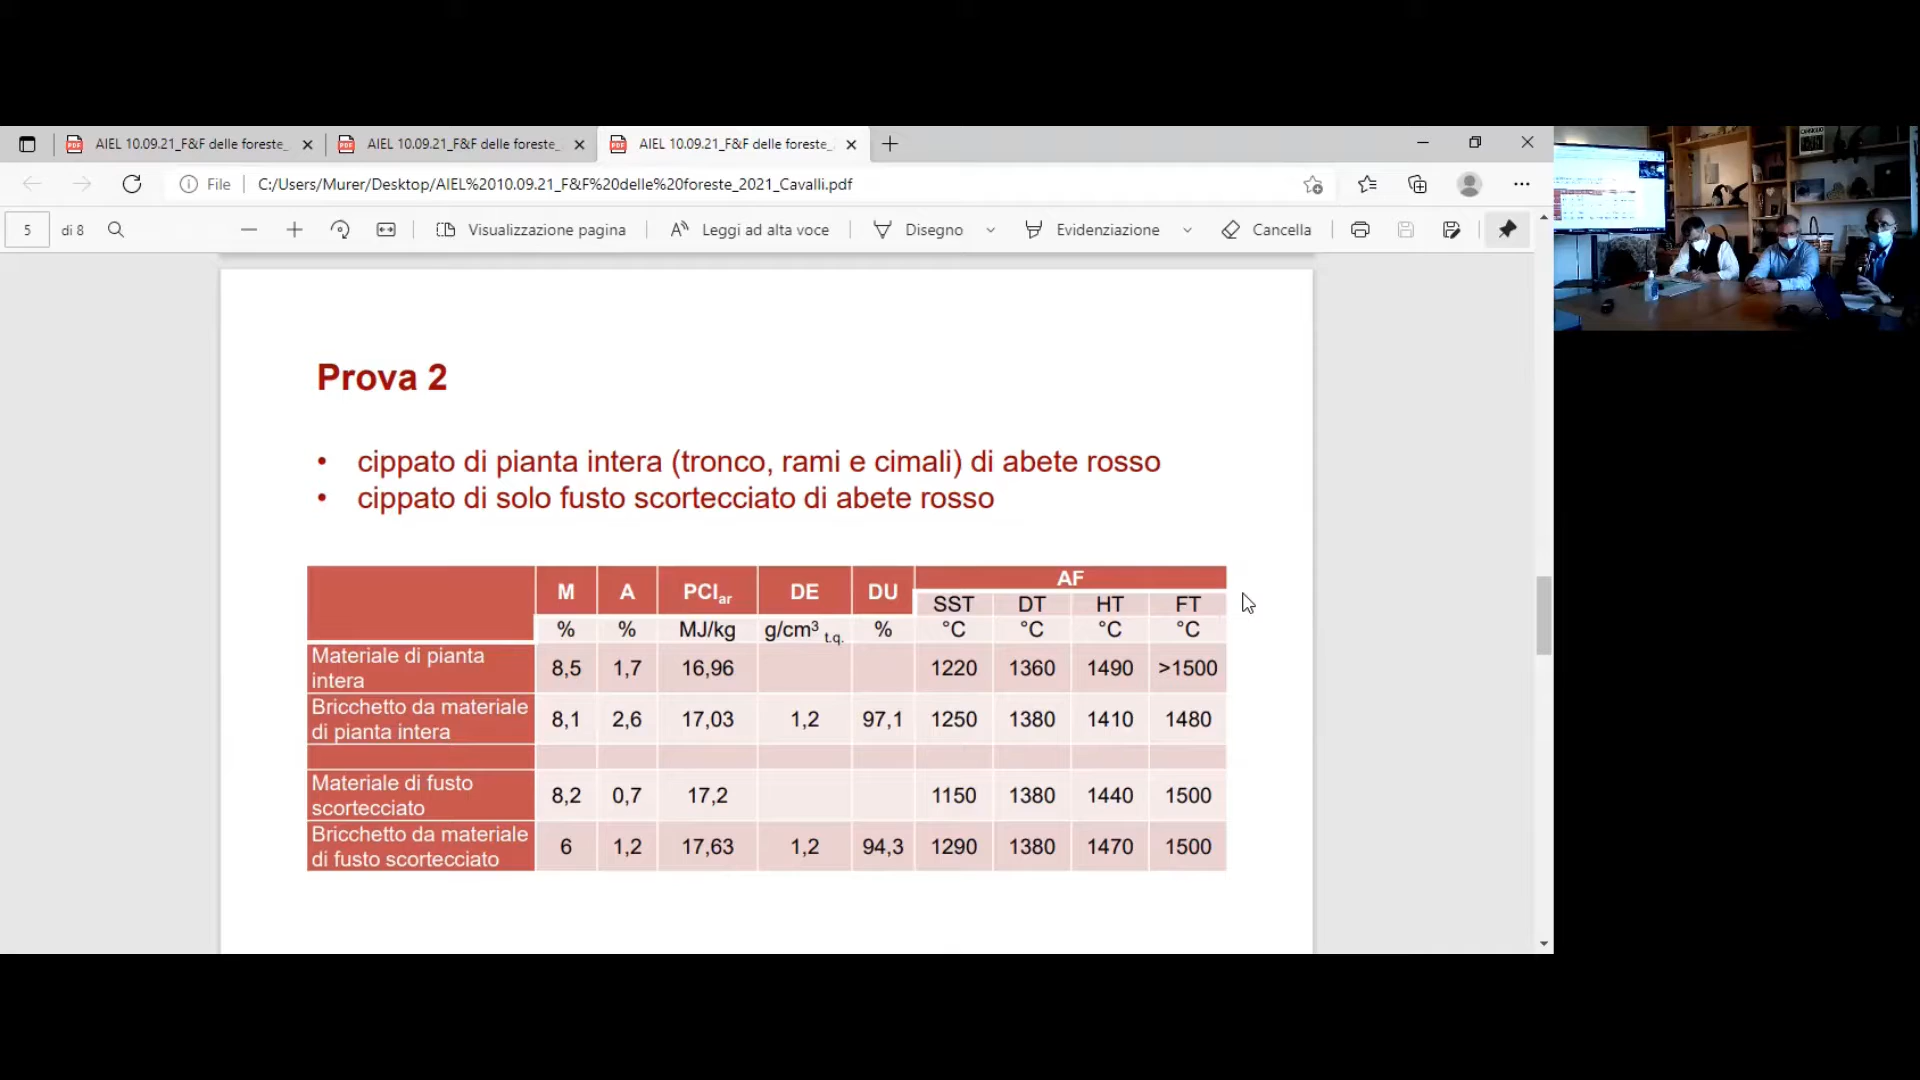 AIEL 10.09.21_F&F delle foreste_
AIEL 10.09.21_F&F delle foreste_
AIEL 10.09.21_F&F delle foreste_
File
C:/Users/Murer/Desktop/AIEL%2010.09.21_F&F%20delle%20foreste_2021_Cavalli.pdf
5 di 8
Visualizzazione pagina
Leggi ad alta voce
Disegno
Evidenziazione
Cancella
Prova 2
• cippato di pianta intera (tronco, rami e cimali) di abete rosso
• cippato di solo fusto scortecciato di abete rosso
M A PCIar DE DU AF
SST DT HT FT
% % MJ/kg g/cm³ t.q. % °C °C °C °C
Materiale di pianta
intera
8,5 1,7 16,96 1220 1360 1490 >1500
Bricchetto da materiale
di pianta intera
8,1 2,6 17,03 1,2 97,1 1250 1380 1410 1480
Materiale di fusto
scortecciato
8,2 0,7 17,2 1150 1380 1440 1500
Bricchetto da materiale
di fusto scortecciato
6 1,2 17,63 1,2 94,3 1290 1380 1470 1500